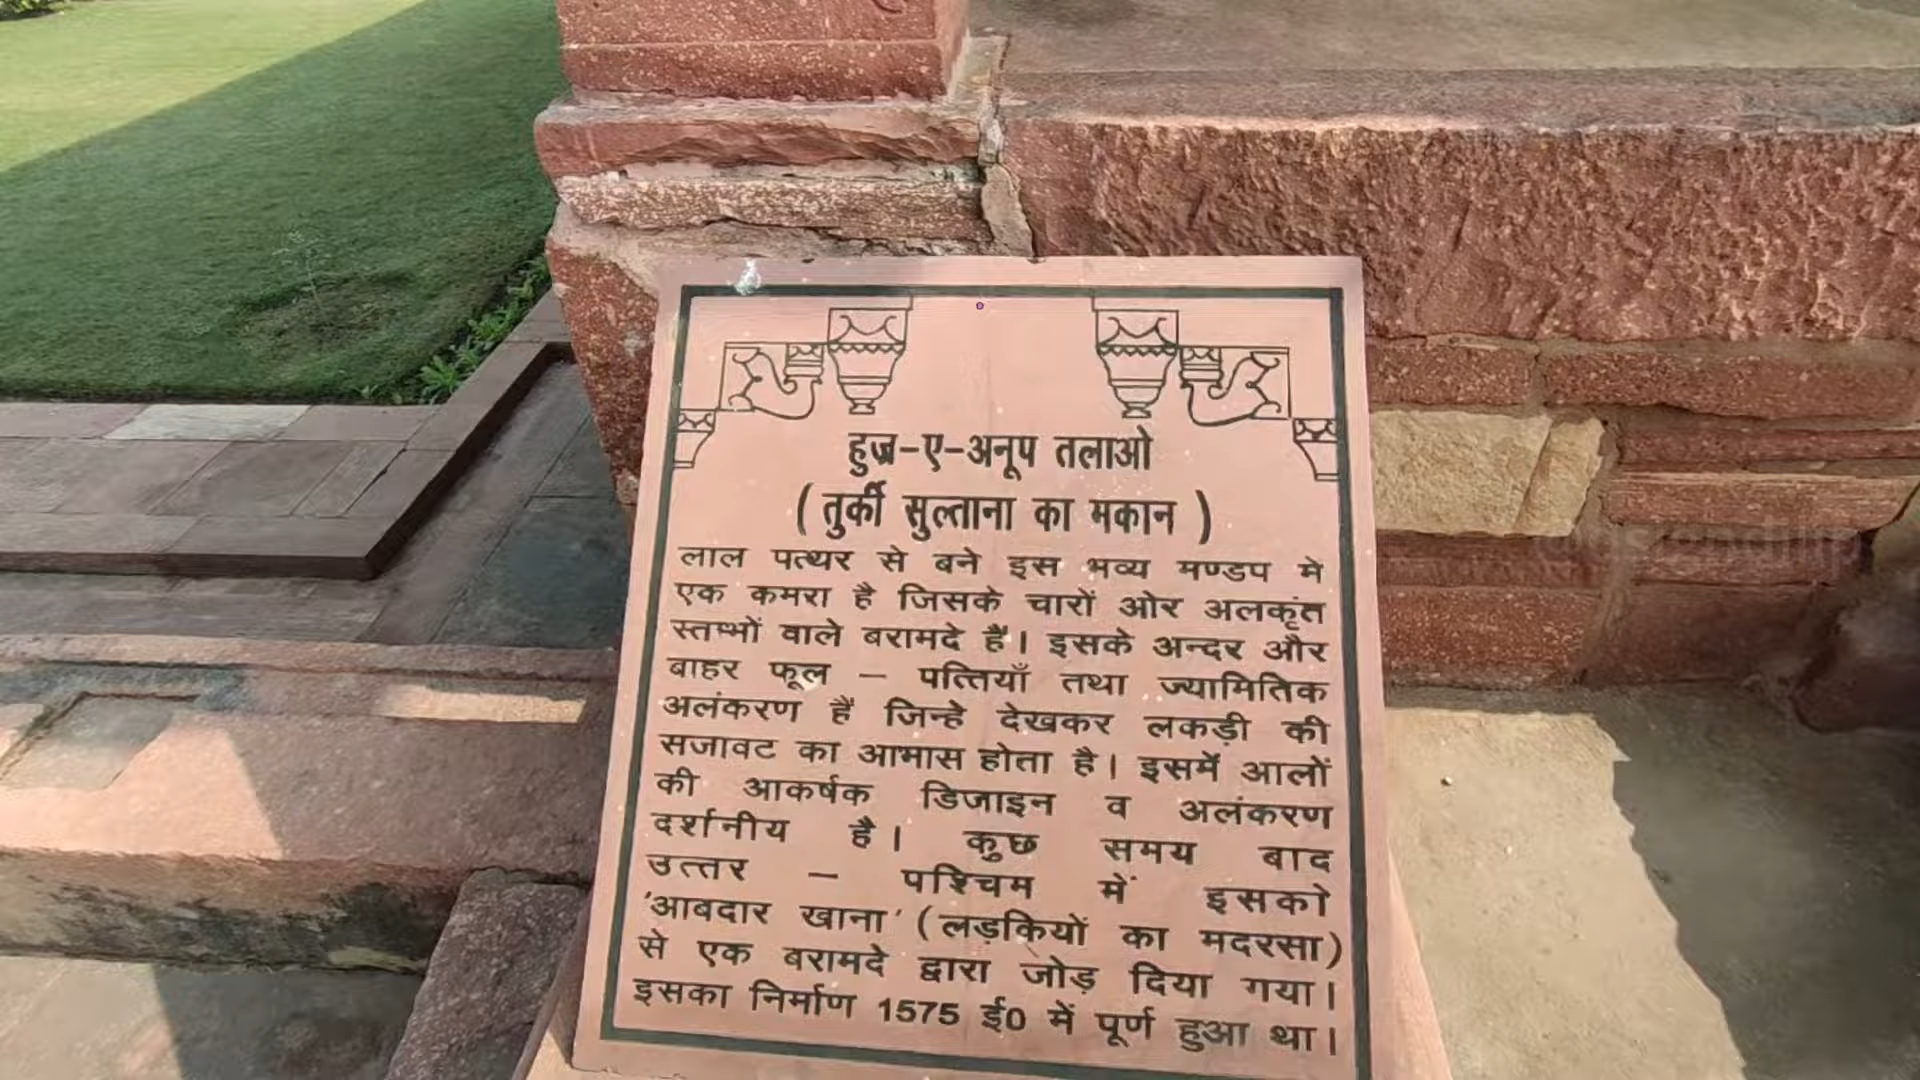 हुज्र-ए-अनूप तलाओ
( तुर्की सुल्ताना का मकान )
लाल पत्थर से बने इस भव्य मण्डप में
एक कमरा है जिसके चारों ओर अलकृंत
स्तम्भों वाले बरामदे हैं। इसके अन्दर और
बाहर फूल – पत्तियाँ तथा ज्यामितिक
अलंकरण हैं जिन्हे देखकर लकड़ी की
सजावट का आभास होता है। इसमें आलों
की आकर्षक डिजाइन व अलंकरण
दर्शनीय है। कुछ समय बाद
उत्तर – पश्चिम में इसको
'आबदार खाना' (लड़कियों का मदरसा)
से एक बरामदे द्वारा जोड़ दिया गया।
इसका निर्माण 1575 ई0 में पूर्ण हुआ था।